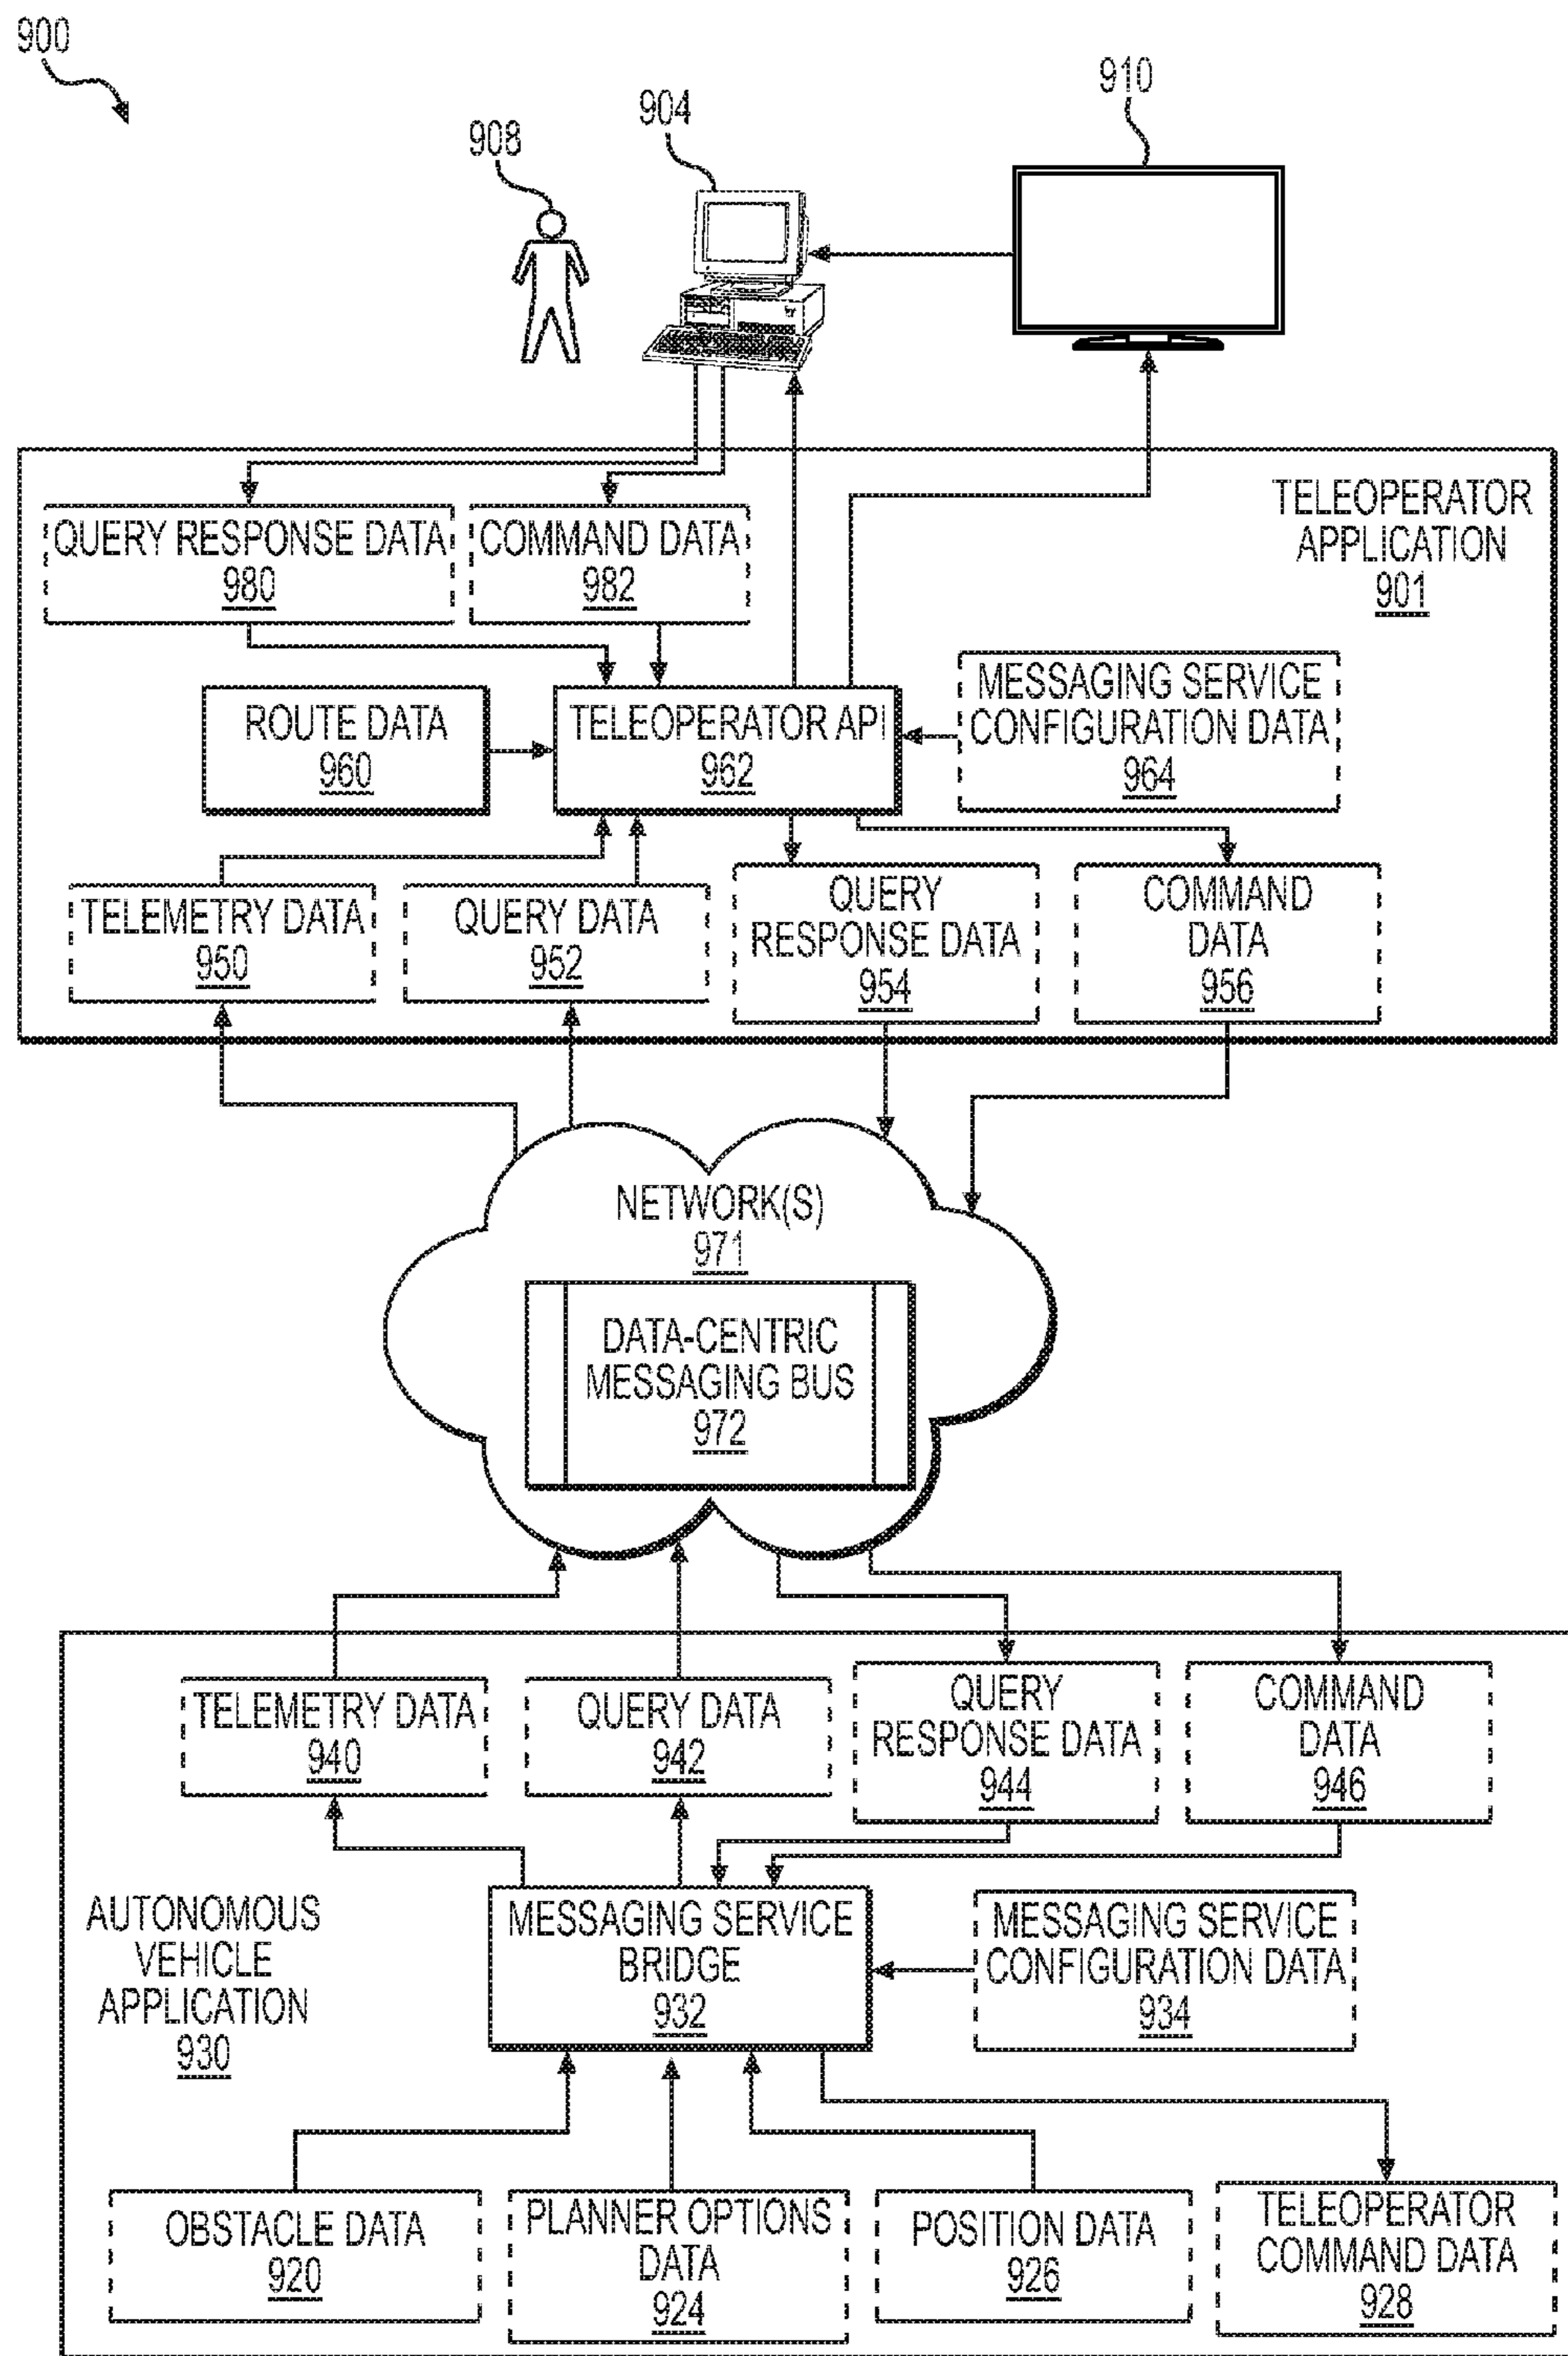 900
908
904
910
QUERY RESPONSE DATA
980
COMMAND DATA
982
TELEOPERATOR
APPLICATION
901
ROUTE DATA
960
TELEOPERATOR API
962
MESSAGING SERVICE
CONFIGURATION DATA
964
TELEMETRY DATA
950
QUERY DATA
952
QUERY
RESPONSE DATA
954
COMMAND
DATA
956
NETWORK(S)
971
DATA-CENTRIC
MESSAGING BUS
972
TELEMETRY DATA
940
QUERY DATA
942
QUERY
RESPONSE DATA
944
COMMAND
DATA
946
AUTONOMOUS
VEHICLE
APPLICATION
930
MESSAGING SERVICE
BRIDGE
932
MESSAGING SERVICE
CONFIGURATION DATA
934
OBSTACLE DATA
920
PLANNER OPTIONS
DATA
924
POSITION DATA
926
TELEOPERATOR
COMMAND DATA
928